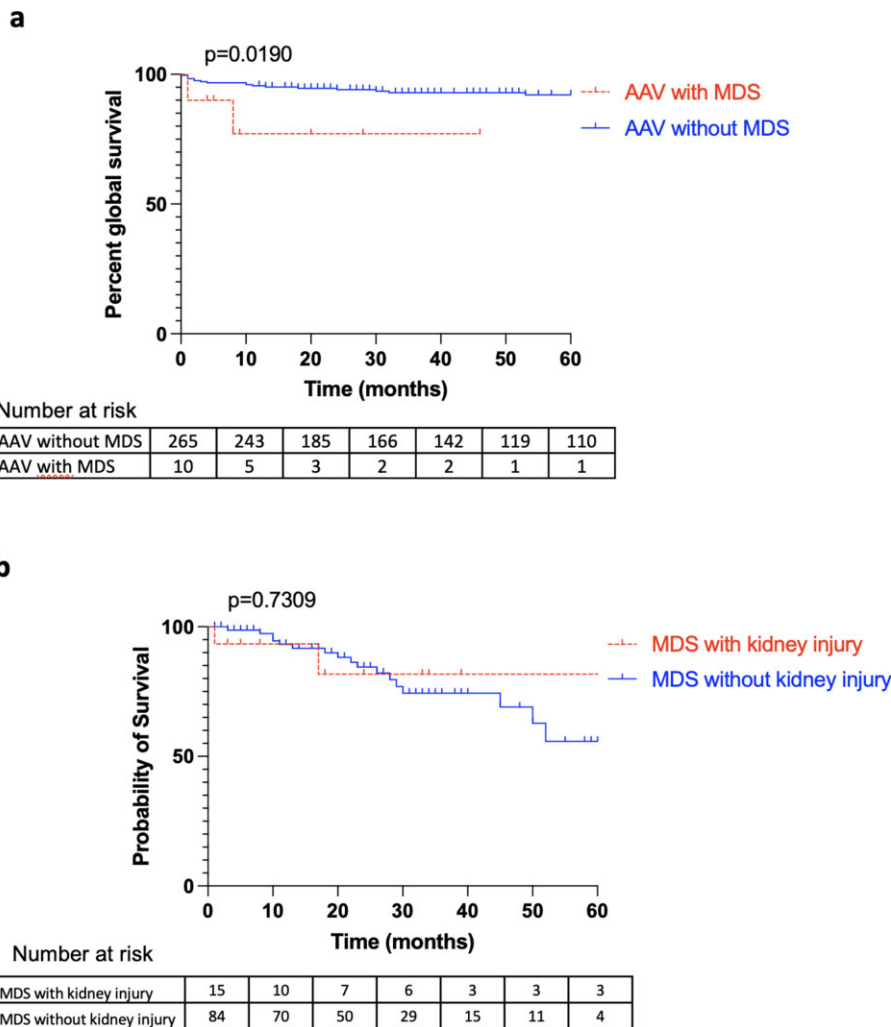 a
p=0.0190
100
50
0
Percent global survival
0 10 20 30 40 50 60
Time (months)
AAV with MDS
AAV without MDS
Number at risk
AAV without MDS 265 243 185 166 142 119 110
AAV with MDS 10 5 3 2 2 1 1
b
p=0.7309
100
50
0
Probability of Survival
0 10 20 30 40 50 60
Time (months)
MDS with kidney injury
MDS without kidney injury
Number at risk
MDS with kidney injury 15 10 7 6 3 3 3
MDS without kidney injury 84 70 50 29 15 11 4